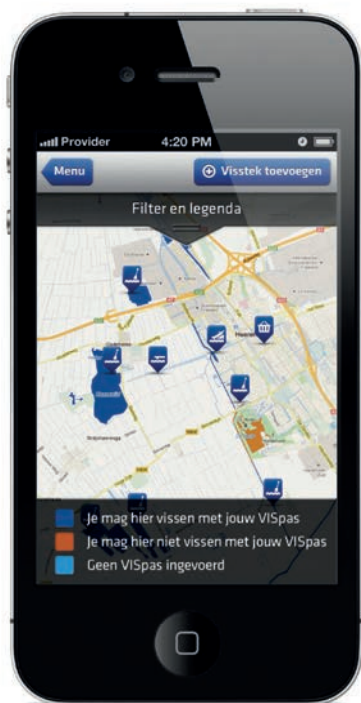 Provider
4:20 PM
Menu
Visstek toevoegen
Filter en legenda
Je mag hier vissen met jouw VISpas
Je mag hier niet vissen met jouw VISpas
Geen VISpas ingevoerd